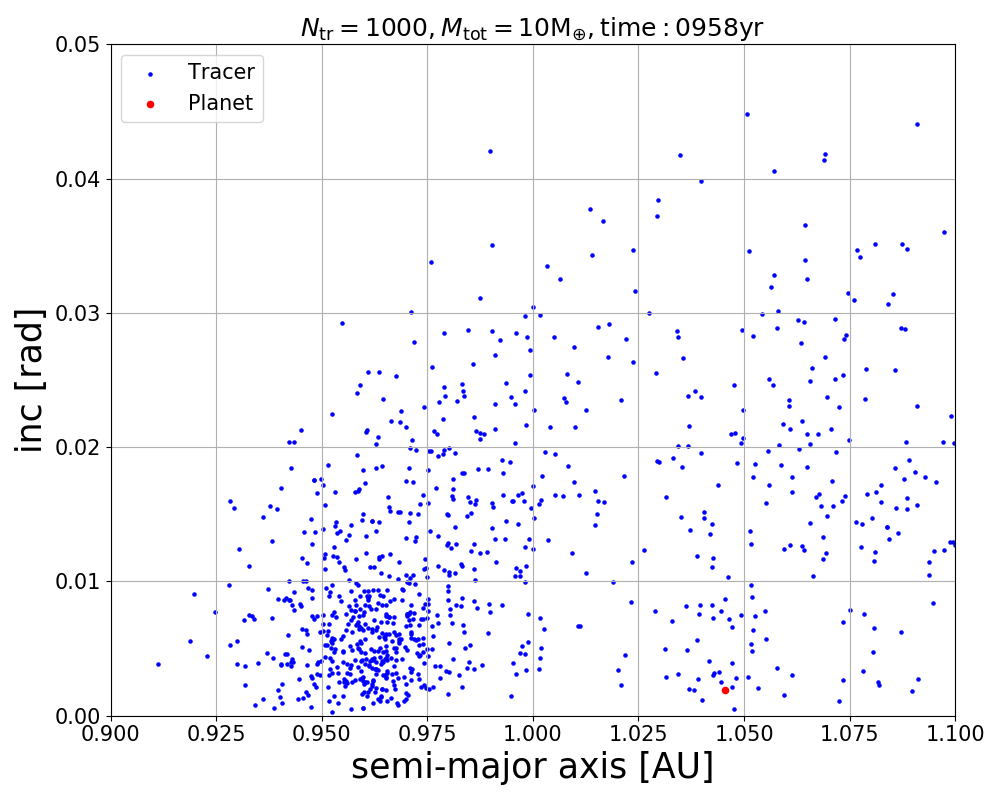 N_tr = 1000, M_tot = 10M_⊕, time : 0958yr
0.05
Tracer
Planet
0.04
0.03
inc [rad]
0.02
0.01
0.00
0.900 0.925 0.950 0.975 1.000 1.025 1.050 1.075 1.100
semi-major axis [AU]